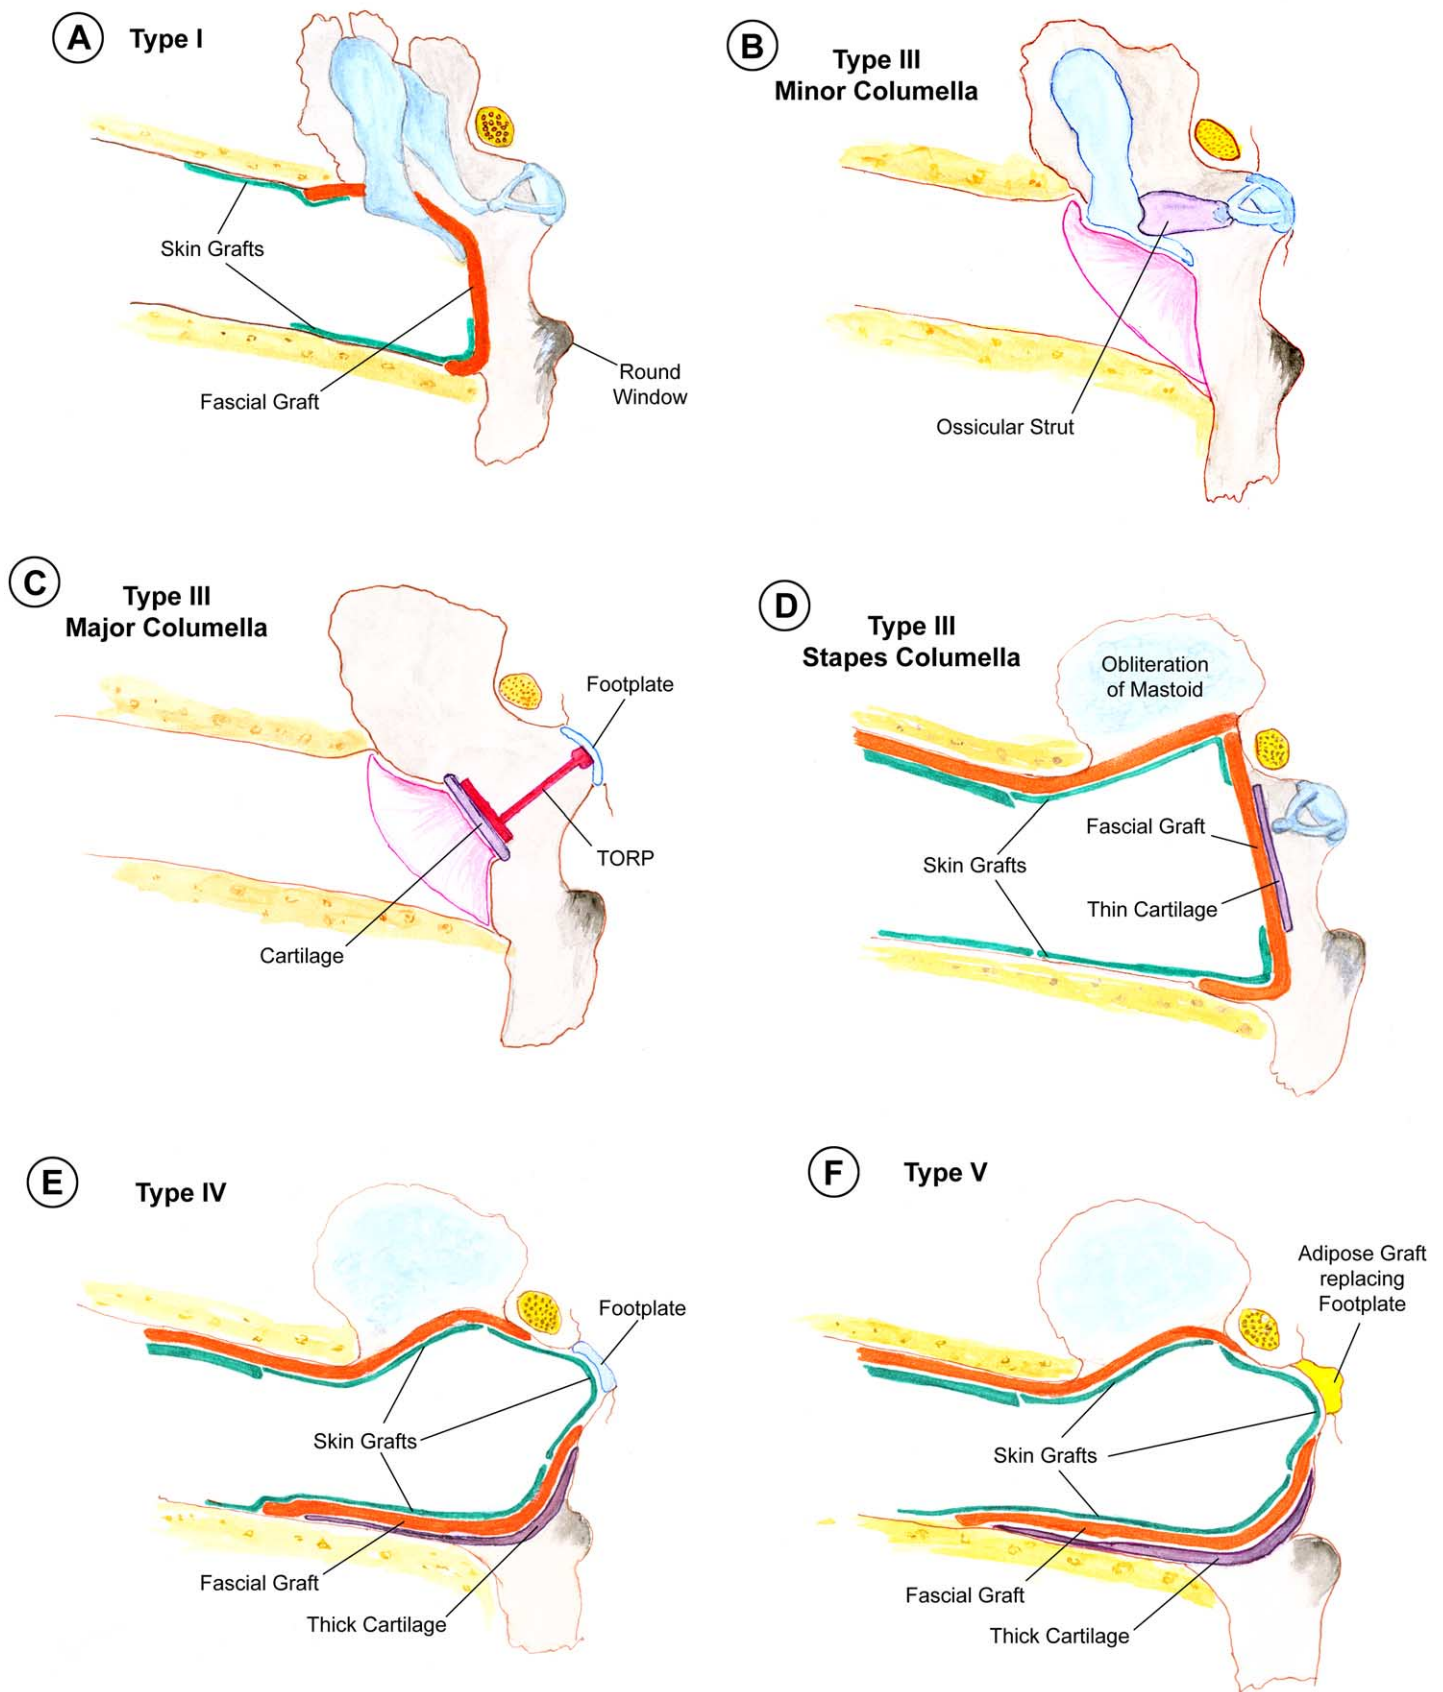 A Type I
Skin Grafts
Fascial Graft
Round
Window
B Type III
Minor Columella
Ossicular Strut
C Type III
Major Columella
Footplate
TORP
Cartilage
D Type III
Stapes Columella
Obliteration
of Mastoid
Fascial Graft
Skin Grafts
Thin Cartilage
E Type IV
Footplate
Skin Grafts
Fascial Graft
Thick Cartilage
F Type V
Adipose Graft
replacing
Footplate
Skin Grafts
Fascial Graft
Thick Cartilage